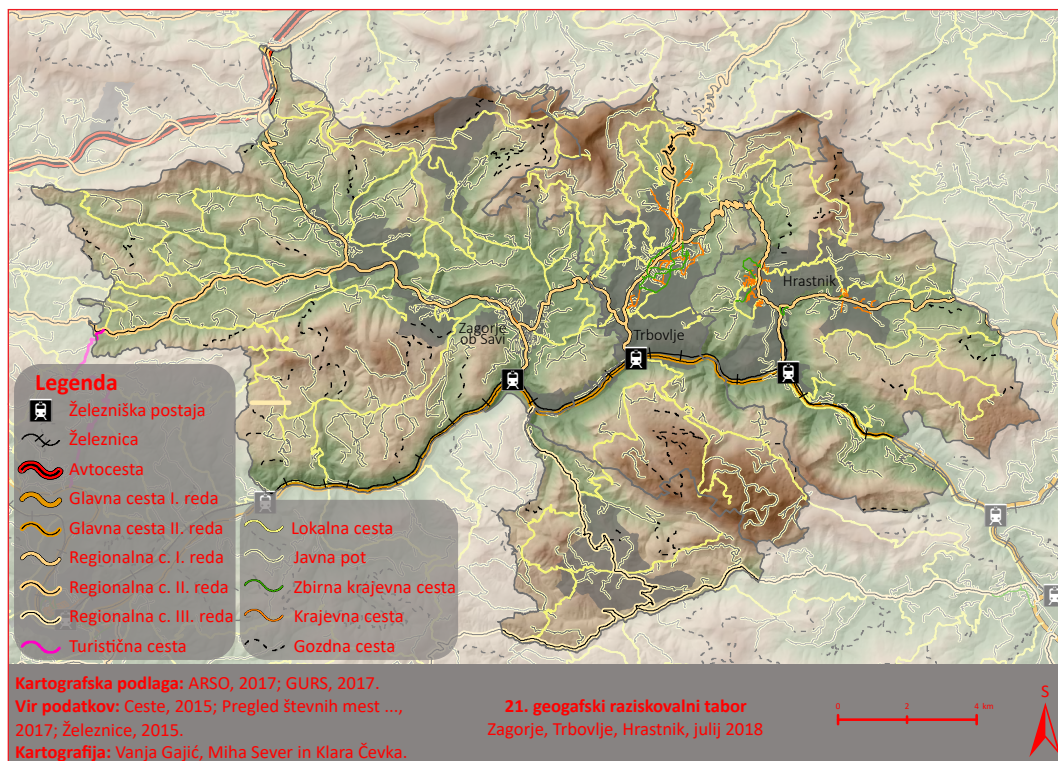 Hrastnik
Zagorje
ob Savi
Trbovlje
Legenda
Železniška postaja
Železnica
Avtocesta
Glavna cesta I. reda
Glavna cesta II. reda
Regionalna c. I. reda
Regionalna c. II. reda
Regionalna c. III. reda
Turistična cesta
Lokalna cesta
Javna pot
Zbirna krajevna cesta
Krajevna cesta
Gozdna cesta
Kartografska podlaga: ARSO, 2017; GURS, 2017.
Vir podatkov: Ceste, 2015; Pregled števnih mest ...,
2017; Železnice, 2015.
Kartografija: Vanja Gajić, Miha Sever in Klara Čevka.
21. geogafski raziskovalni tabor
Zagorje, Trbovlje, Hrastnik, julij 2018
0 2 4 km
S